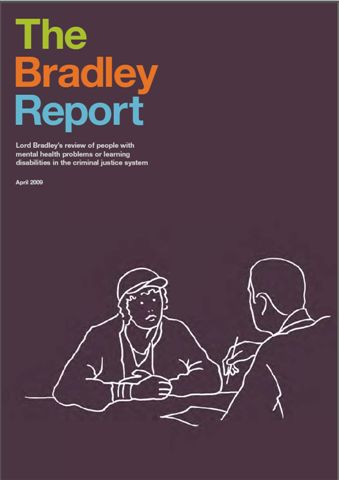 The
Bradley
Report
Lord Bradley's review of people with
mental health problems or learning
disabilities in the criminal justice system
April 2009